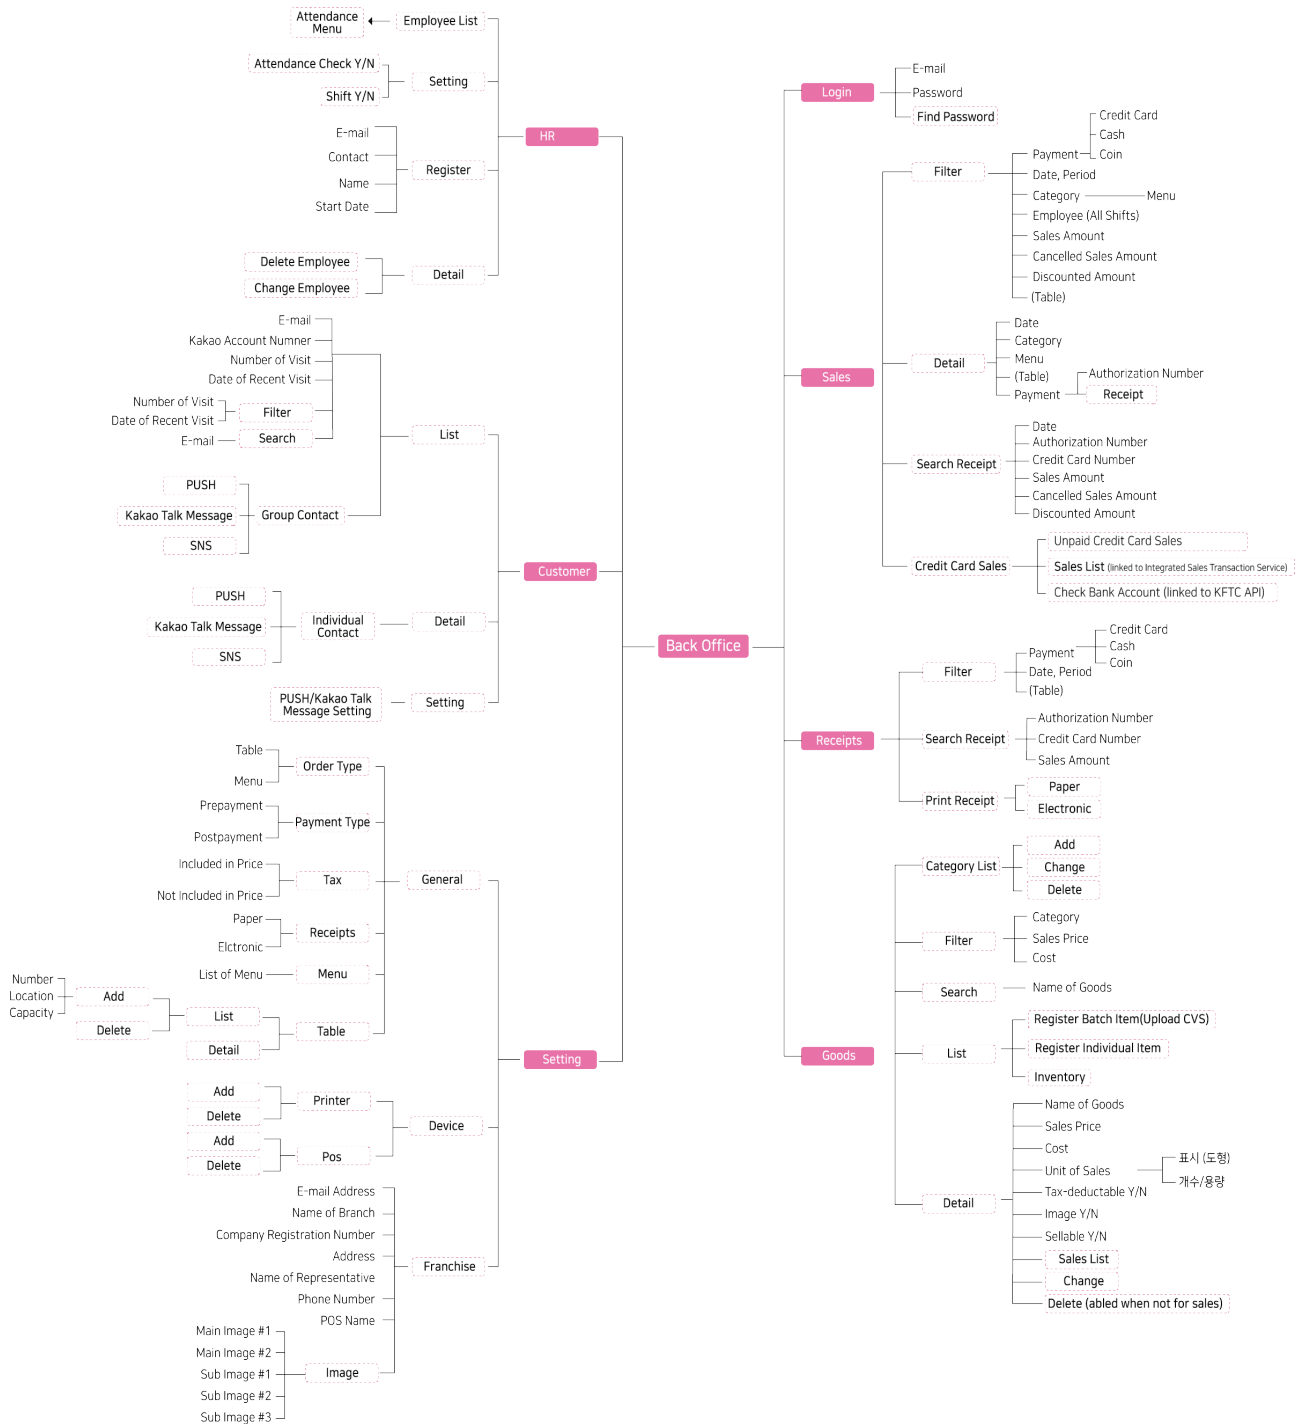 Attendance
Menu
Employee List
Attendance Check Y/N
Setting
Shift Y/N
HR
E-mail
Contact
Name
Start Date
Register
Delete Employee
Change Employee
Detail
E-mail
Kakao Account Numner
Number of Visit
Date of Recent Visit
Number of Visit
Date of Recent Visit
Filter
E-mail
Search
List
PUSH
Kakao Talk Message
SNS
Group Contact
Customer
PUSH
Kakao Talk Message
SNS
Individual
Contact
Detail
PUSH/Kakao Talk
Message Setting
Setting
Back Office
Table
Menu
Order Type
Prepayment
Postpayment
Payment Type
Included in Price
Not Included in Price
Tax
General
Paper
Elctronic
Receipts
List of Menu
Menu
Number
Location
Capacity
Add
Delete
List
Detail
Table
Setting
Add
Delete
Printer
Add
Delete
Pos
Device
E-mail Address
Name of Branch
Company Registration Number
Address
Name of Representative
Phone Number
POS Name
Franchise
Main Image #1
Main Image #2
Sub Image #1
Sub Image #2
Sub Image #3
Image
Login
E-mail
Password
Find Password
Filter
Payment
Credit Card
Cash
Coin
Date, Period
Category
Menu
Employee (All Shifts)
Sales Amount
Cancelled Sales Amount
Discounted Amount
(Table)
Sales
Detail
Date
Category
Menu
(Table)
Payment
Authorization Number
Receipt
Search Receipt
Date
Authorization Number
Credit Card Number
Sales Amount
Cancelled Sales Amount
Discounted Amount
Credit Card Sales
Unpaid Credit Card Sales
Sales List (linked to Integrated Sales Transaction Service)
Check Bank Account (linked to KFTC API)
Receipts
Filter
Payment
Credit Card
Cash
Coin
Date, Period
(Table)
Search Receipt
Authorization Number
Credit Card Number
Sales Amount
Print Receipt
Paper
Electronic
Goods
Category List
Add
Change
Delete
Filter
Category
Sales Price
Cost
Search
Name of Goods
List
Register Batch Item(Upload CVS)
Register Individual Item
Inventory
Detail
Name of Goods
Sales Price
Cost
Unit of Sales
표시 (도형)
개수/용량
Tax-deductable Y/N
Image Y/N
Sellable Y/N
Sales List
Change
Delete (abled when not for sales)